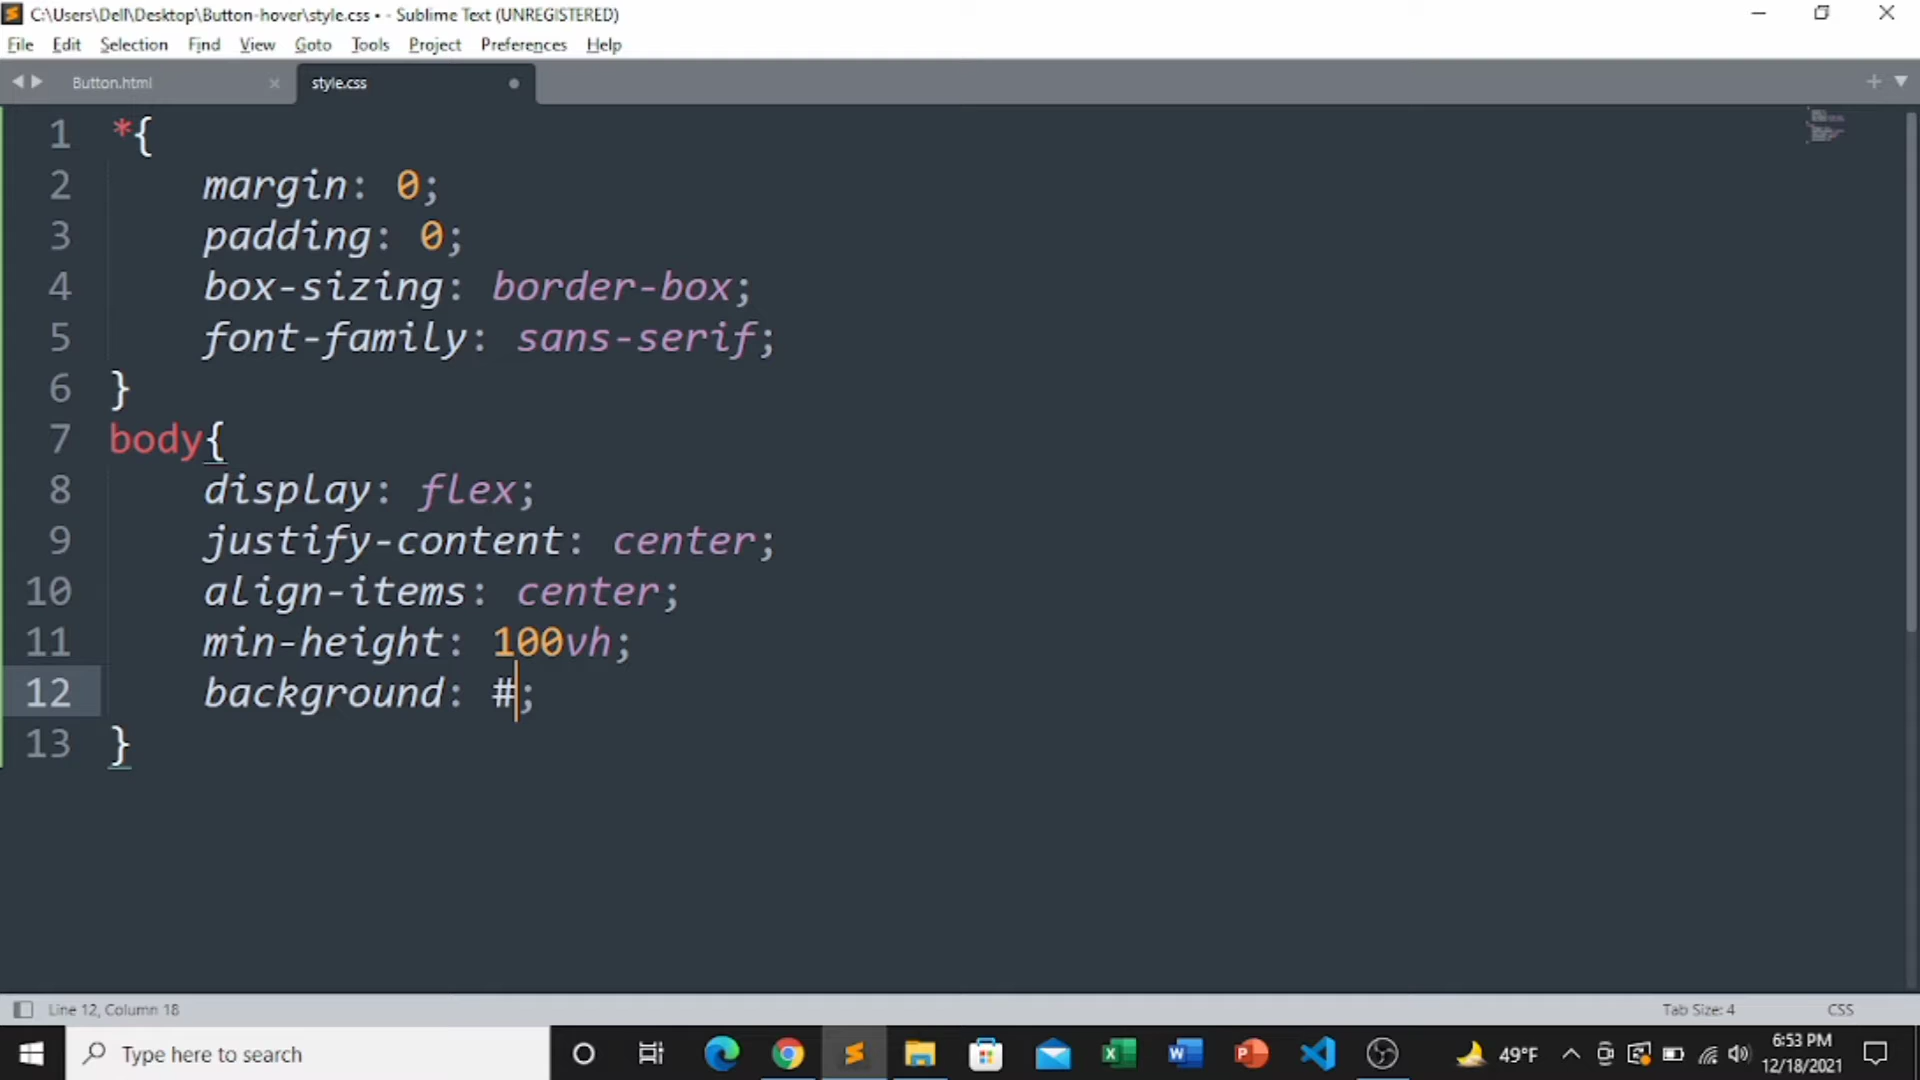 C:\Users\Dell\Desktop\Button-hover\style.css • - Sublime Text (UNREGISTERED)
File Edit Selection Find View Goto Tools Project Preferences Help
Button.html style.css
1 *{
2 margin: 0;
3 padding: 0;
4 box-sizing: border-box;
5 font-family: sans-serif;
6 }
7 body{
8 display: flex;
9 justify-content: center;
10 align-items: center;
11 min-height: 100vh;
12 background: #;
13 }
Line 12, Column 18 Tab Size: 4 CSS
Type here to search 49°F 6:53 PM
12/18/2021